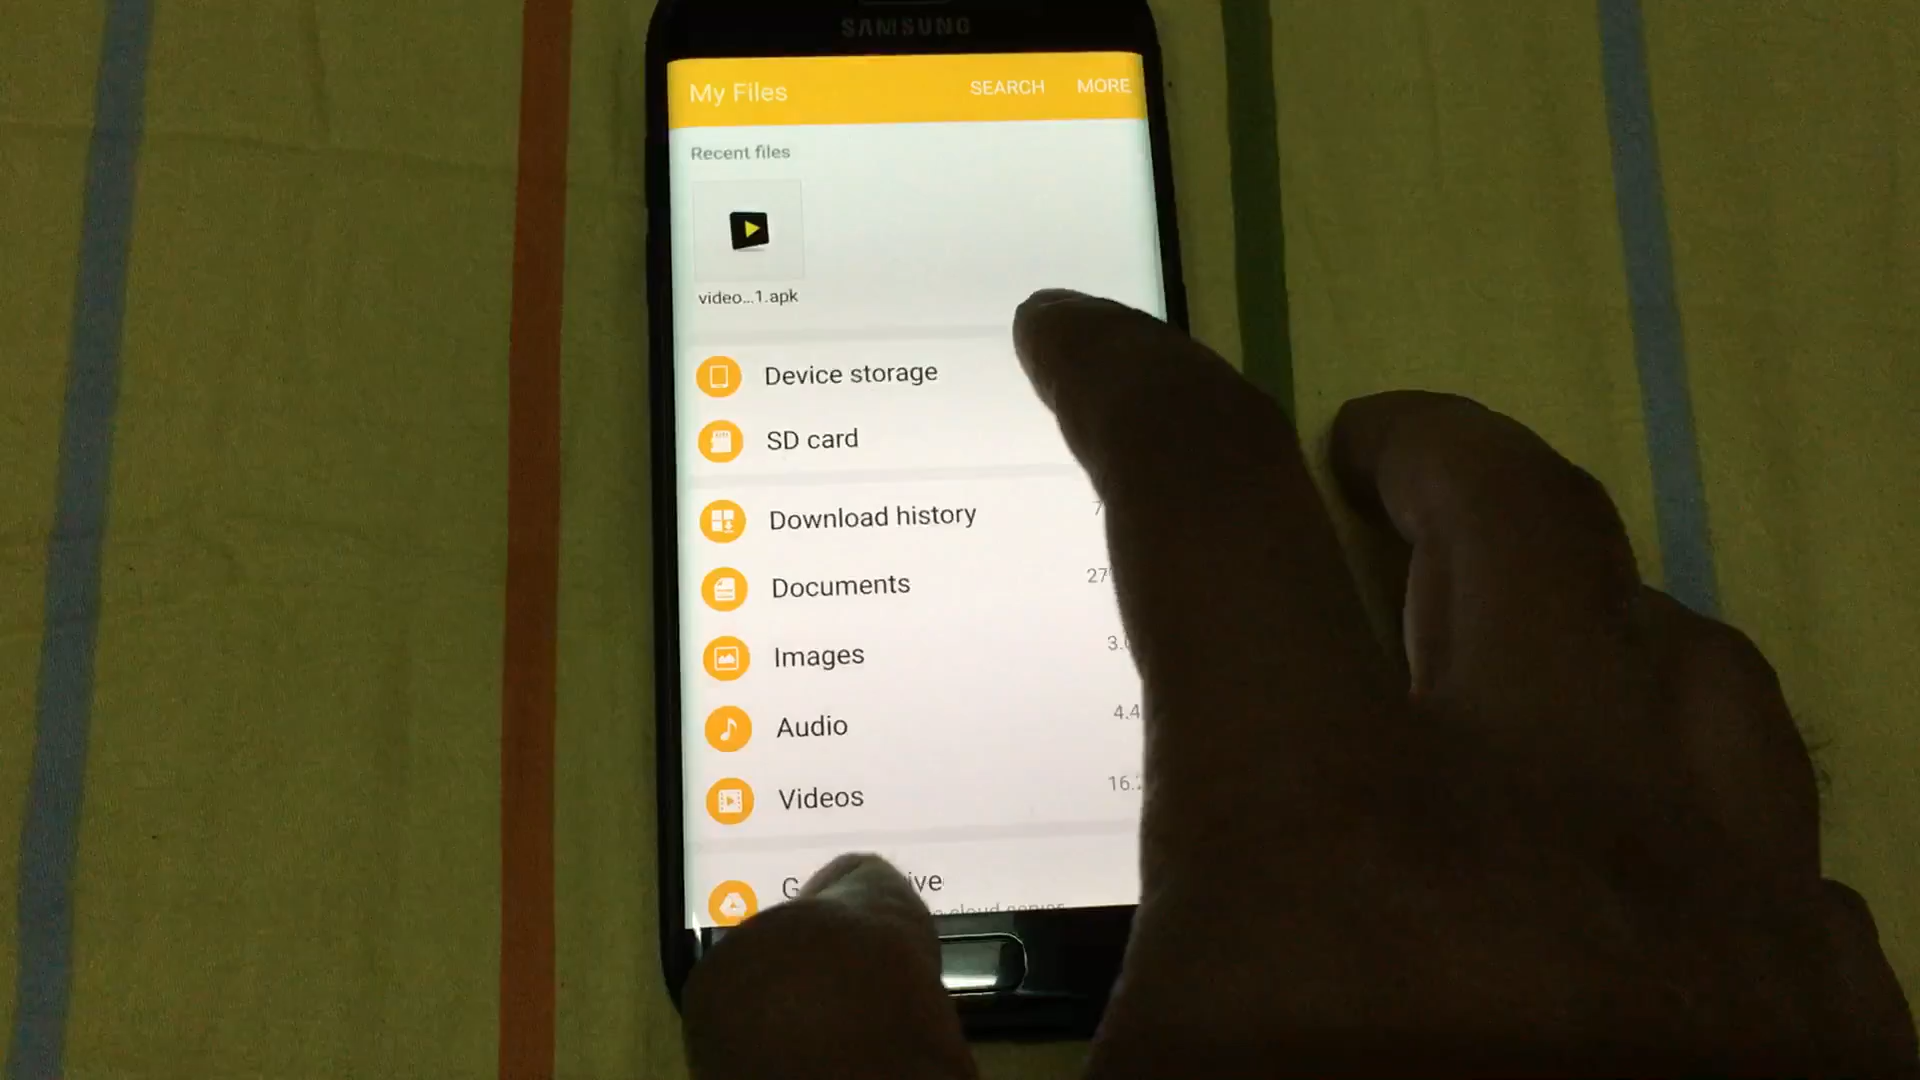 SAMSUNG
My Files SEARCH MORE
Recent files
video...1.apk
Device storage
SD card
Download history
Documents
Images
Audio
Videos
cloud